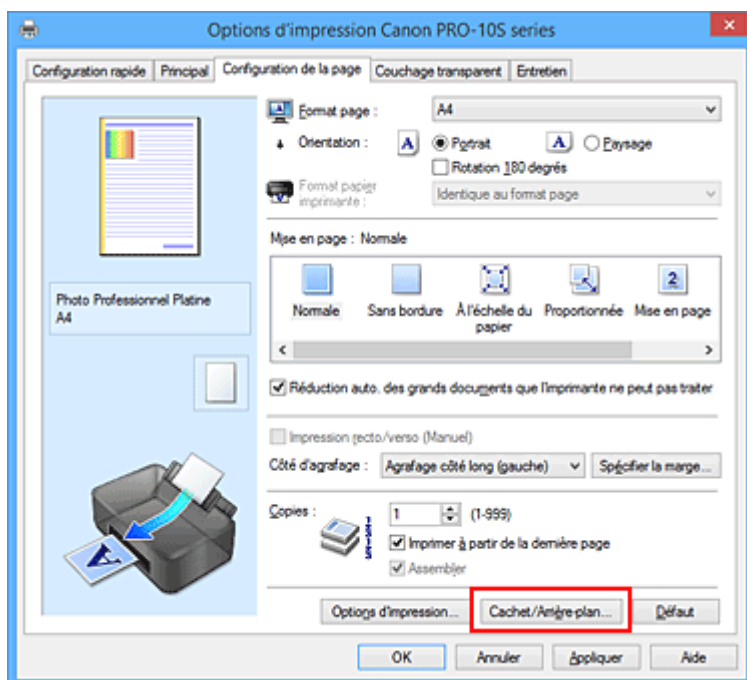 Options d'impression Canon PRO-10S series
Configuration rapide Principal Configuration de la page Couchage transparent Entretien
Format page : A4
Orientation : A Portrait A Paysage
Rotation 180 degrés
Format papier imprimante : Identique au format page
Mise en page : Normale
Photo Professionnel Platine
A4
2
Normale Sans bordure À l'échelle du papier Proportionnée Mise en page
Réduction auto. des grands documents que l'imprimante ne peut pas traiter
Impression recto/verso (Manuel)
Côté d'agrafage : Agrafage côté long (gauche) Spécifier la marge...
Copies : 1 (1-999)
Imprimer à partir de la dernière page
Assembler
A
Options d'impression... Cachet/Arrière-plan... Défaut
OK Annuler Appliquer Aide